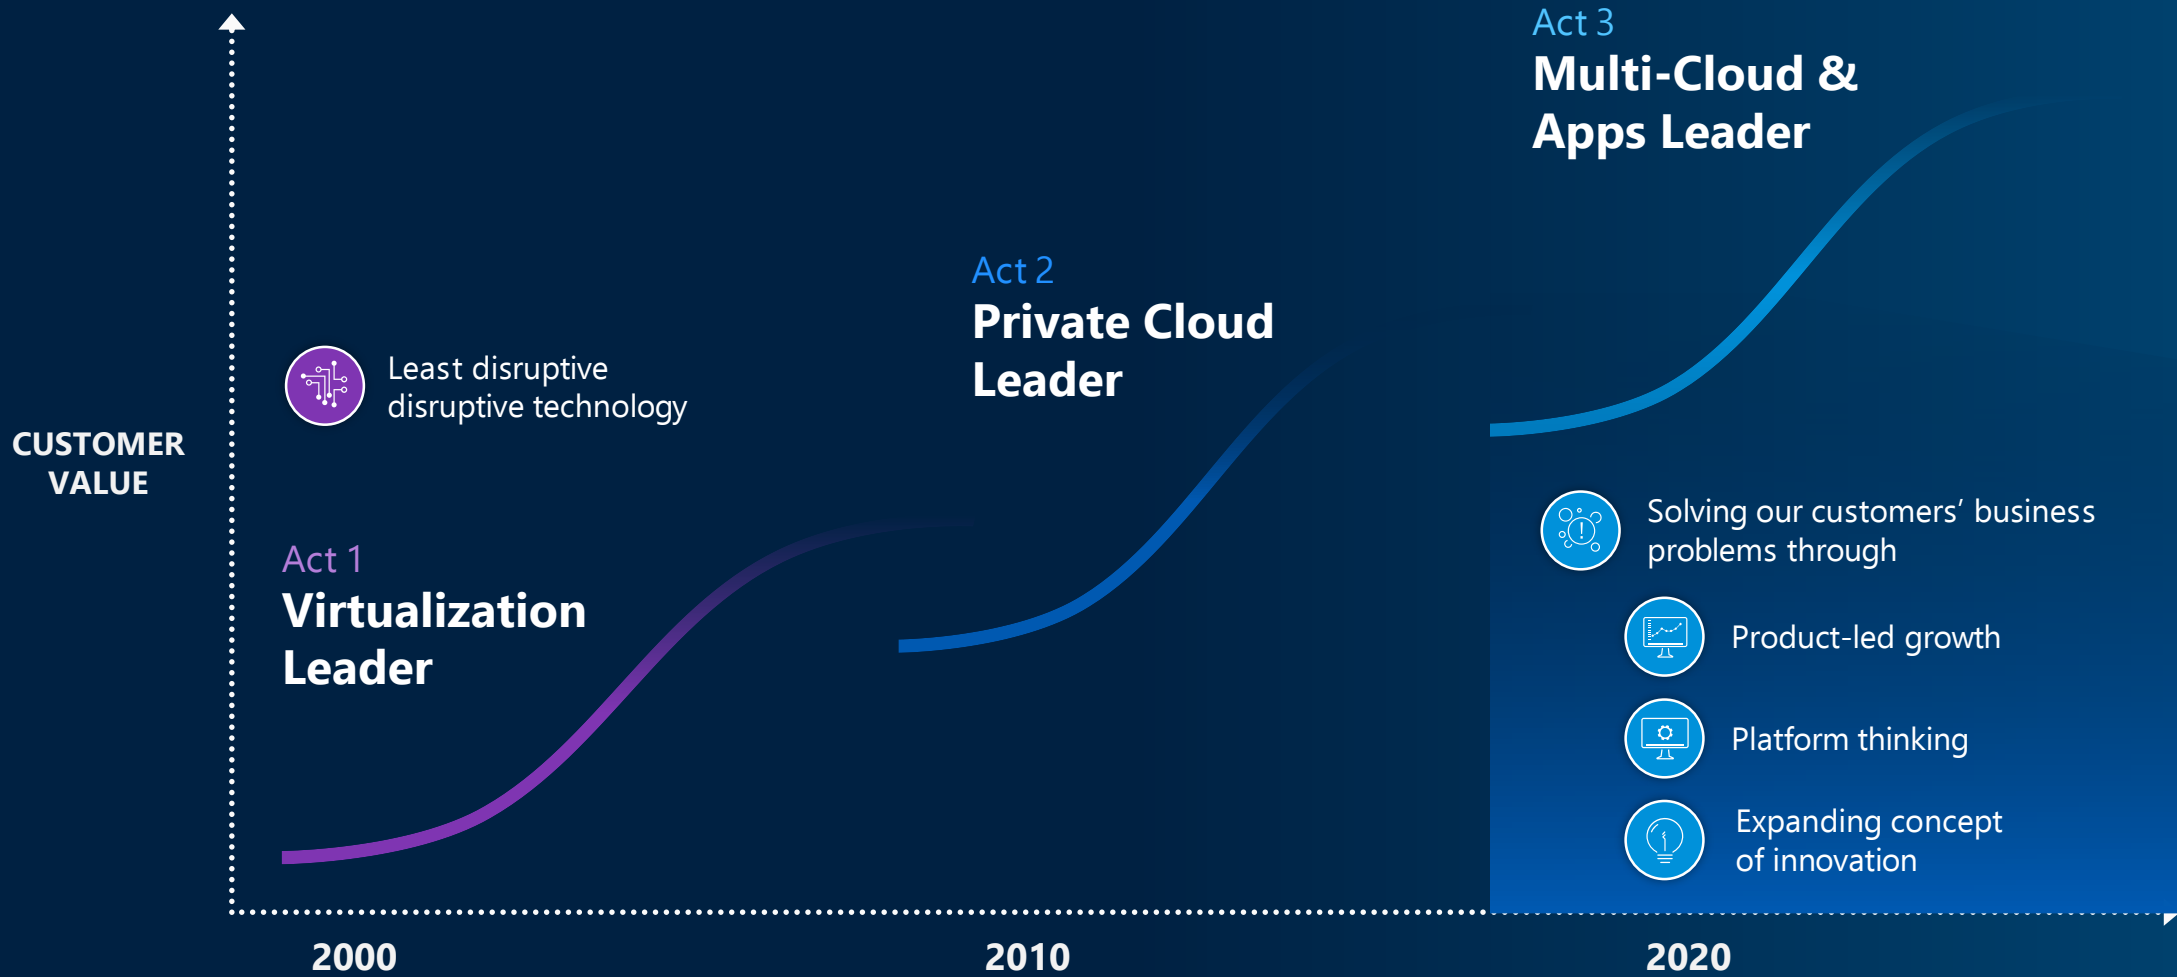 Act 3
Multi-Cloud &
Apps Leader
Act 2
Private Cloud
Leader
Least disruptive
disruptive technology
CUSTOMER
VALUE
Act 1
Virtualization
Leader
Solving our customers’ business
problems through
Product-led growth
Platform thinking
Expanding concept
of innovation
2000
2010
2020